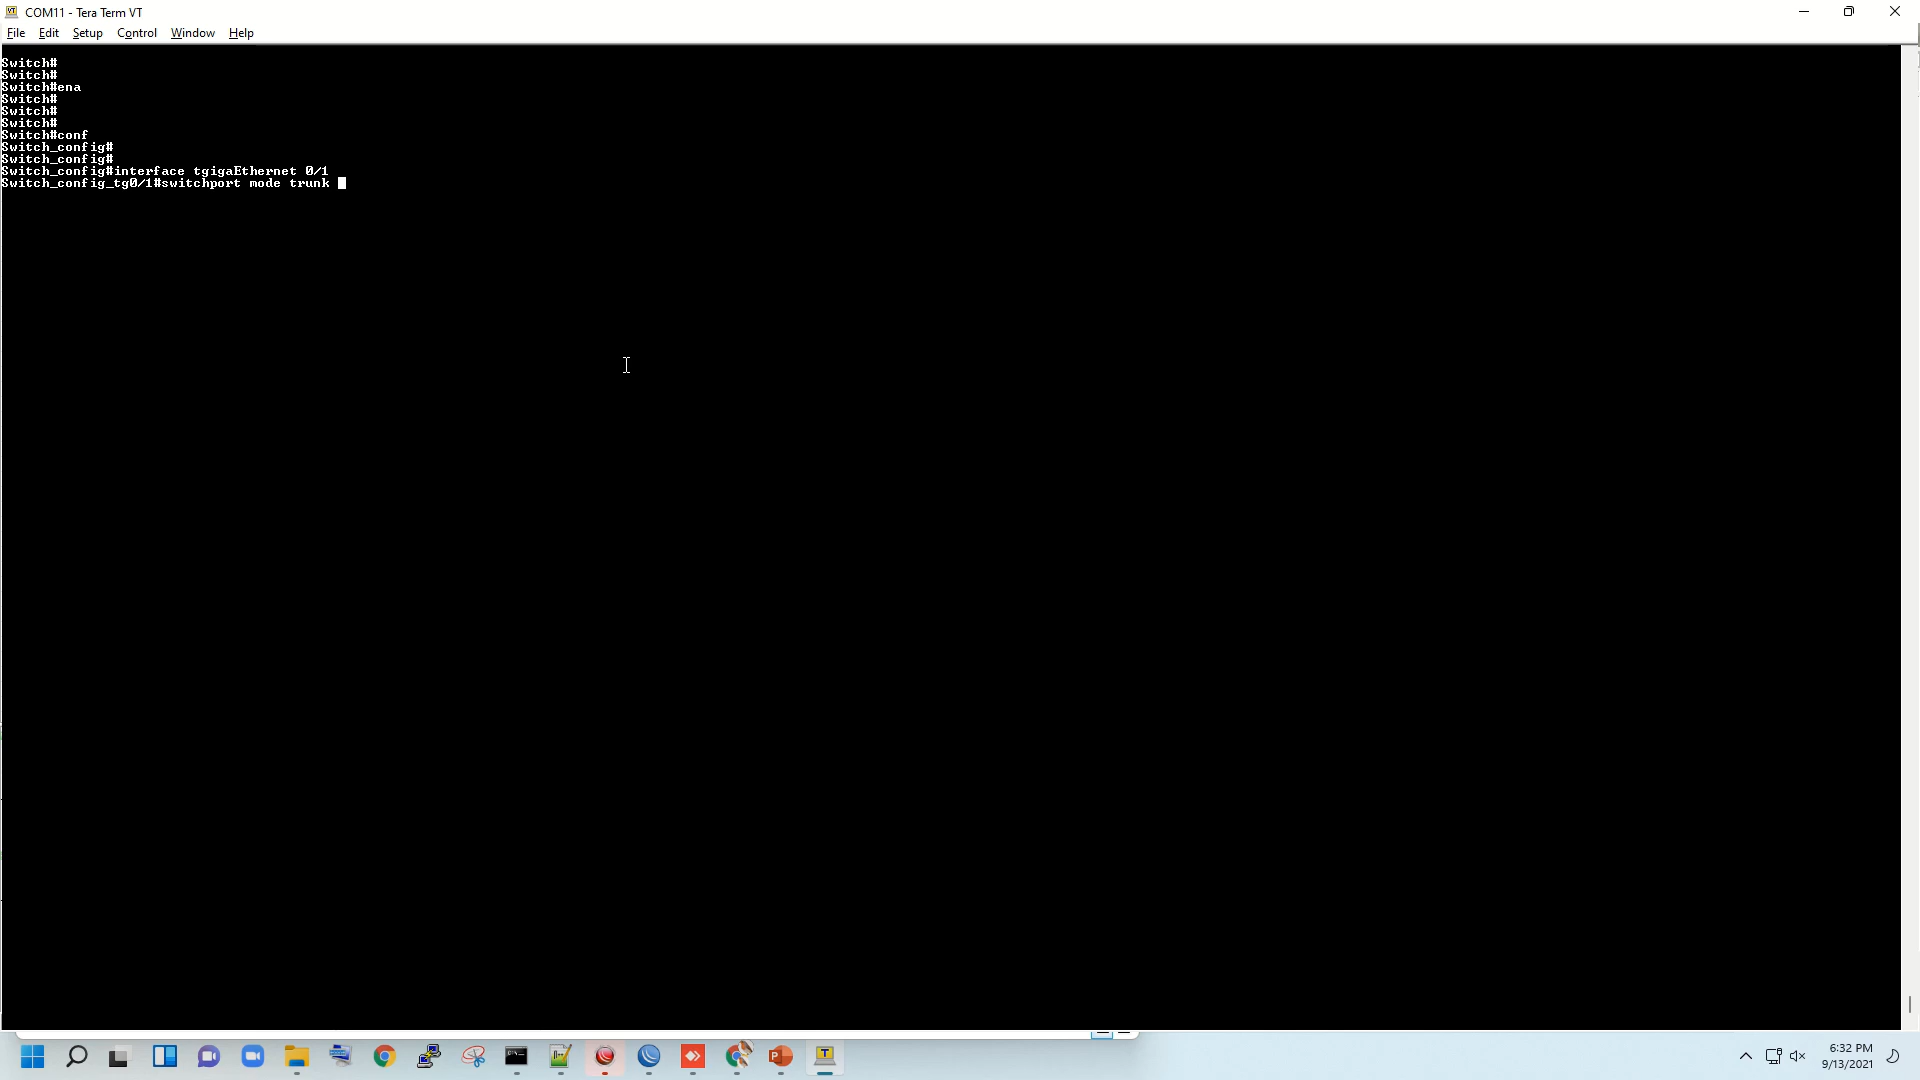 COM11 - Tera Term VT
File Edit Setup Control Window Help
Switch#
Switch#
Switch#ena
Switch#
Switch#
Switch#
Switch#conf
Switch_config#
Switch_config#
Switch_config#interface tgigaEthernet 0/1
Switch_config_tg0/1#switchport mode trunk
6:32 PM
9/13/2021